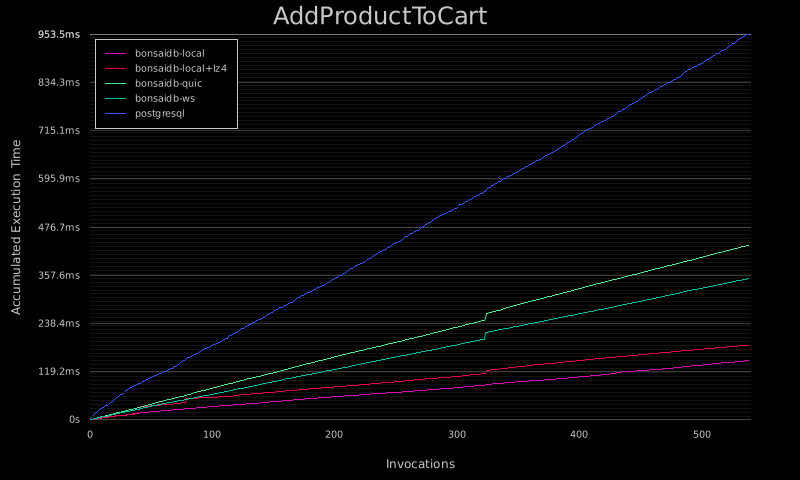 AddProductToCart
953.5ms
834.3ms
715.1ms
595.9ms
476.7ms
357.6ms
238.4ms
119.2ms
0s
bonsaidb-local
bonsaidb-local+lz4
bonsaidb-quic
bonsaidb-ws
postgresql
Accumulated Execution Time
0 100 200 300 400 500
Invocations